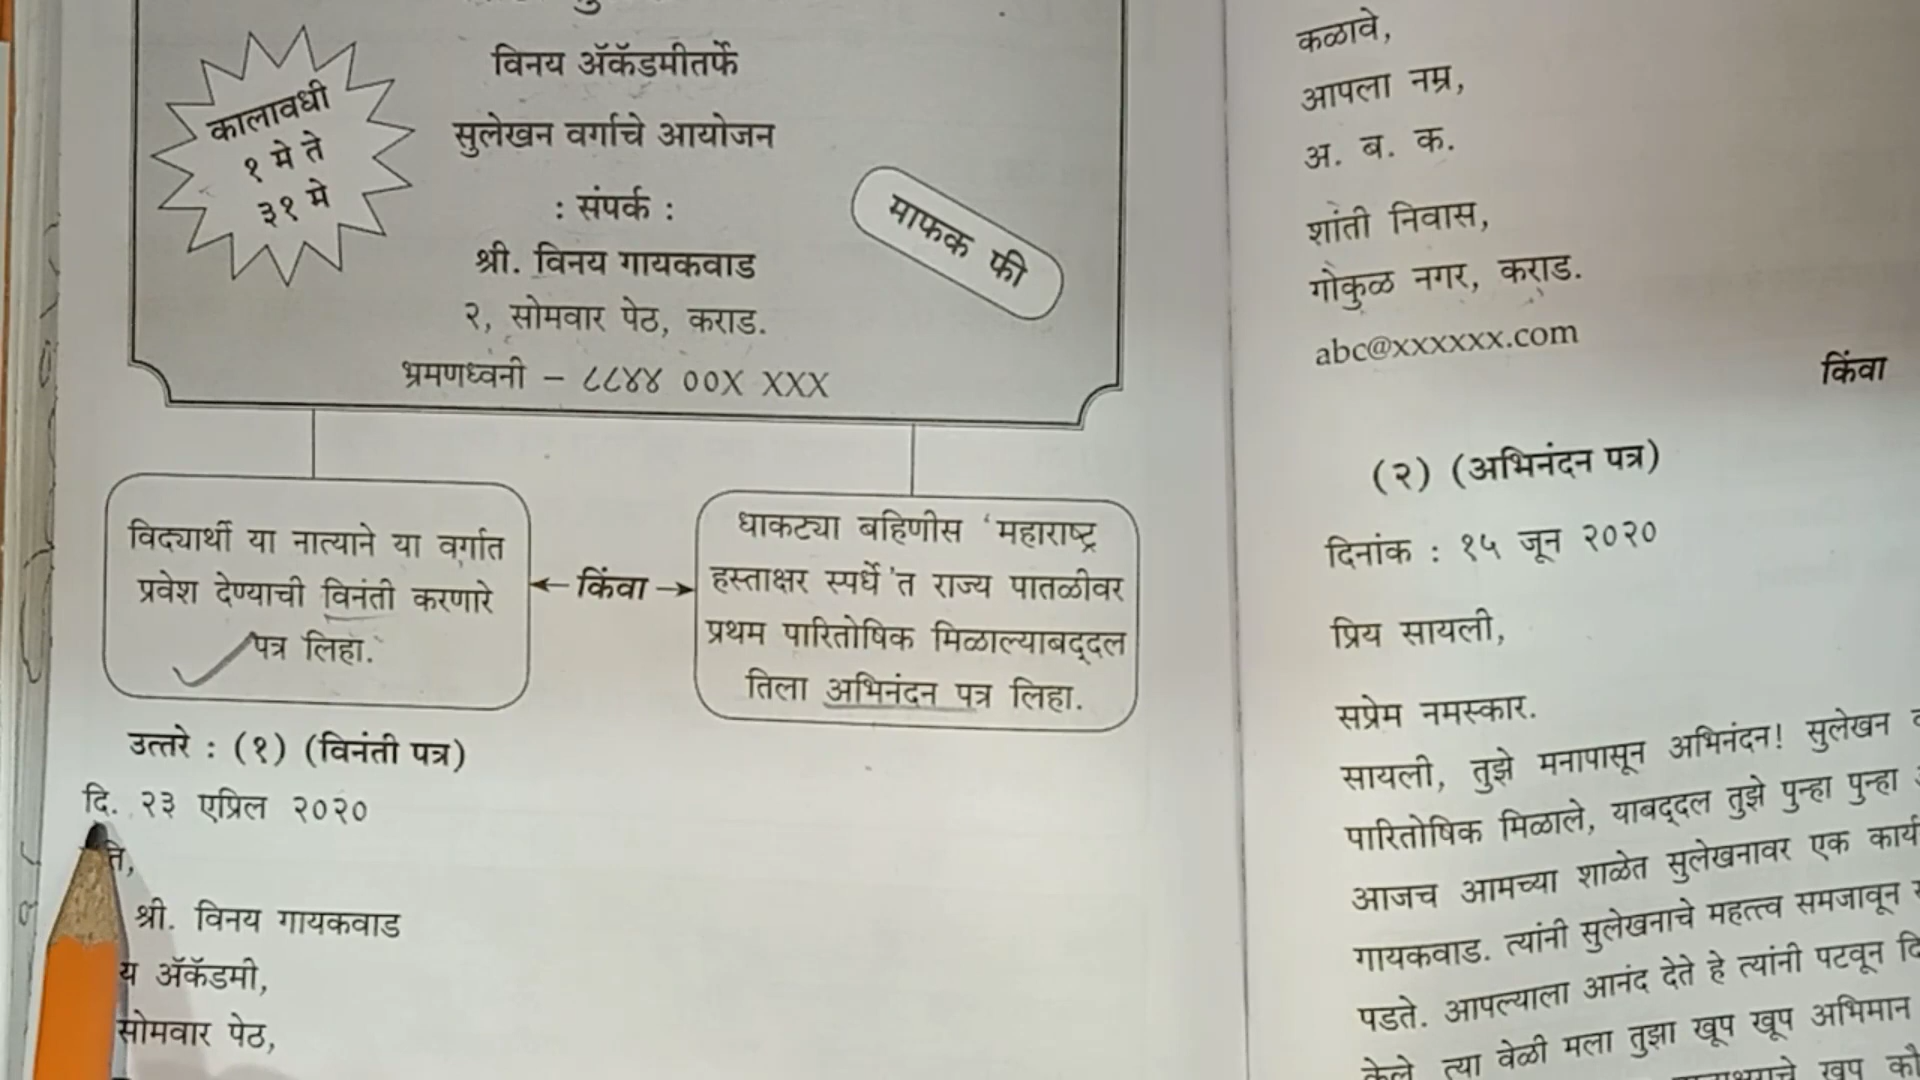 विनय ॲकॅडमीतर्फे
सुलेखन वर्गाचे आयोजन
कालावधी
१ मे ते
३१ मे
: संपर्क :
श्री. विनय गायकवाड
२, सोमवार पेठ, कराड.
भ्रमणध्वनी – ८८४४ ००X XXX
माफक फी
विद्यार्थी या नात्याने या वर्गात
प्रवेश देण्याची विनंती करणारे
पत्र लिहा.
किंवा
धाकट्या बहिणीस ‘महाराष्ट्र
हस्ताक्षर स्पर्धे’त राज्य पातळीवर
प्रथम पारितोषिक मिळाल्याबद्दल
तिला अभिनंदन पत्र लिहा.
उत्तरे : (१) (विनंती पत्र)
दि. २३ एप्रिल २०२०
श्री. विनय गायकवाड
ॲकॅडमी,
सोमवार पेठ,
कळावे,
आपला नम्र,
अ. ब. क.
शांती निवास,
गोकुळ नगर, कराड.
abc@xxxxxx.com
किंवा
(२) (अभिनंदन पत्र)
दिनांक : १५ जून २०२०
प्रिय सायली,
सप्रेम नमस्कार.
सायली, तुझे मनापासून अभिनंदन! सुलेखन
पारितोषिक मिळाले, याबद्दल तुझे पुन्हा पुन्हा
आजच आमच्या शाळेत सुलेखनावर एक
गायकवाड. त्यांनी सुलेखनाचे महत्त्व समजावून
पडते. आपल्याला आनंद देते हे त्यांनी पटवून
केले त्या वेळी मला तुझा खूप खूप अभिमान
खूप